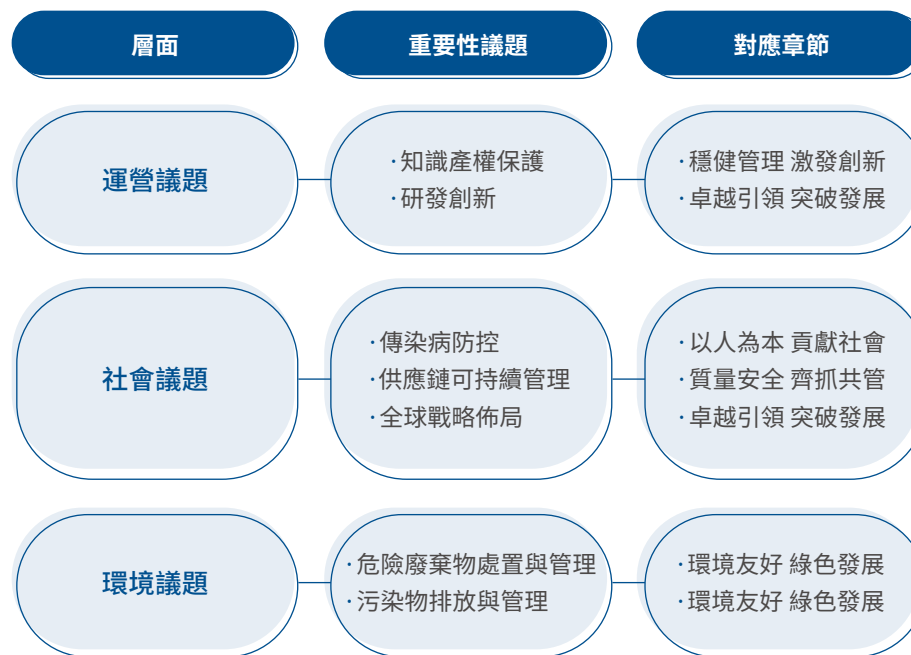 層面
重要性議題
對應章節
運營議題
·知識產權保護
·研發創新
·穩健管理 激發創新
·卓越引領 突破發展
社會議題
·傳染病防控
·供應鏈可持續管理
·全球戰略佈局
·以人為本 貢獻社會
·質量安全 齊抓共管
·卓越引領 突破發展
環境議題
·危險廢棄物處置與管理
·污染物排放與管理
·環境友好 綠色發展
·環境友好 綠色發展